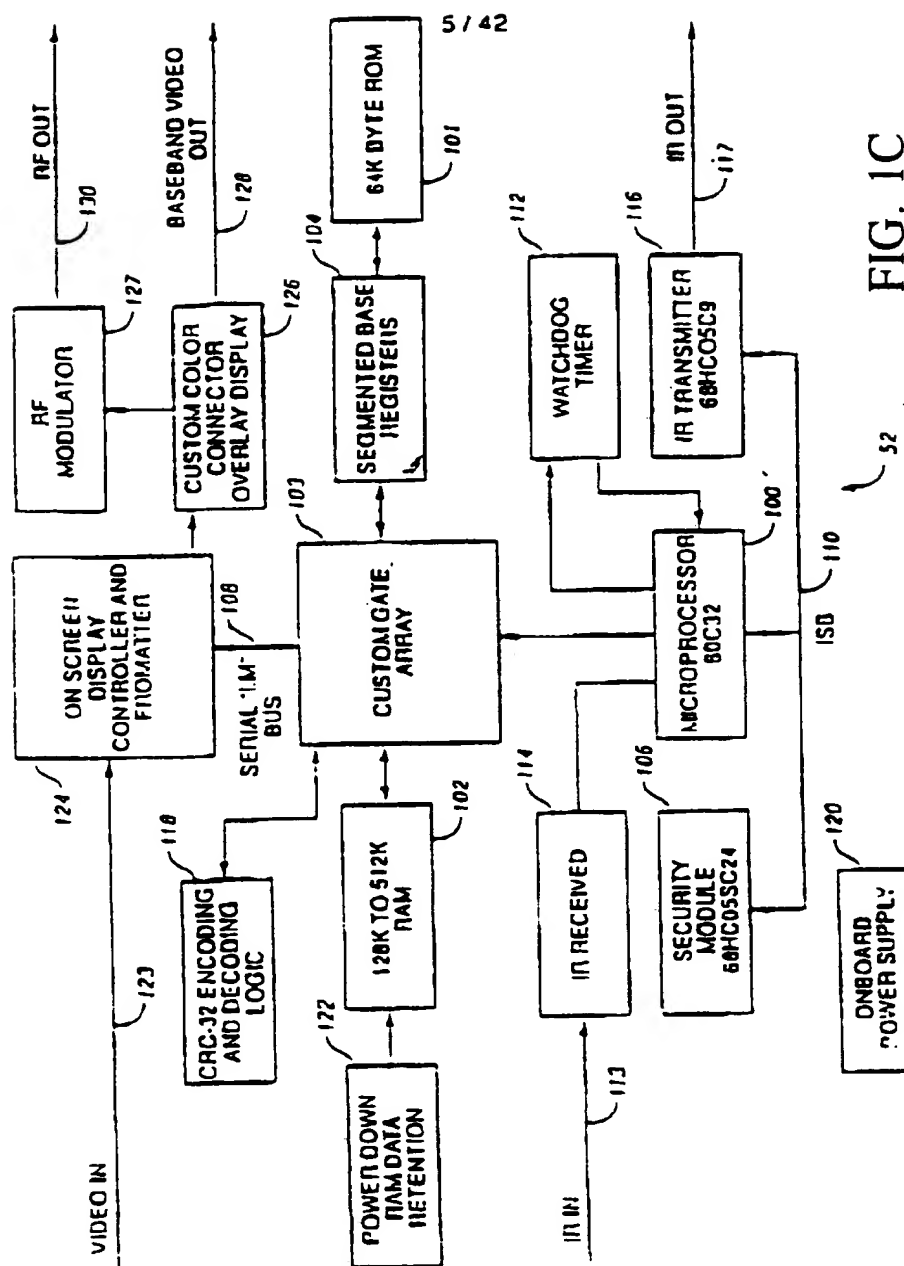 5 / 42
VIDEO IN
123
124
ON SCREEN
DISPLAY
CONTROLLER AND
FROMATTER
RF
MODULATOR
127
RF OUT
130
CUSTOM COLOR
CONNECTOR
OVERLAY DISPLAY
126
BASEBAND VIDEO
OUT
128
118
CRC-32 ENCODING
AND DECODING
LOGIC
SERIAL "I.M"
BUS
108
122
POWER DOWN
RAM DATA
RETENTION
128K TO 512K
RAM
102
CUSTOM GATE
ARRAY
103
SEGMENTED BASE
REGISTERS
104
64K BYTE ROM
101
IR IN
113
IR RECEIVED
114
WATCHDOG
TIMER
112
SECURITY
MODULE
68HC05SC24
106
MICROPROCESSOR
80C32
100'
IR TRANSMITTER
68HC05C9
116
IR OUT
117
ISB
110
ONBOARD
POWER SUPPLY
120
52
FIG. 1C